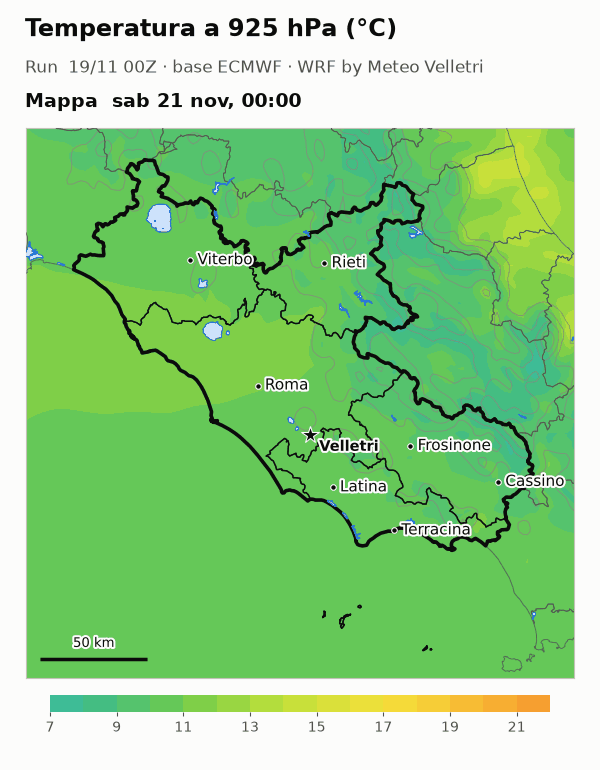 Temperatura a 925 hPa (°C)
Run  19/11 00Z · base ECMWF · WRF by Meteo Velletri
Mappa  sab 21 nov, 00:00
Viterbo
Rieti
Roma
Velletri
Frosinone
Cassino
Latina
Terracina
50 km
7 9 11 13 15 17 19 21